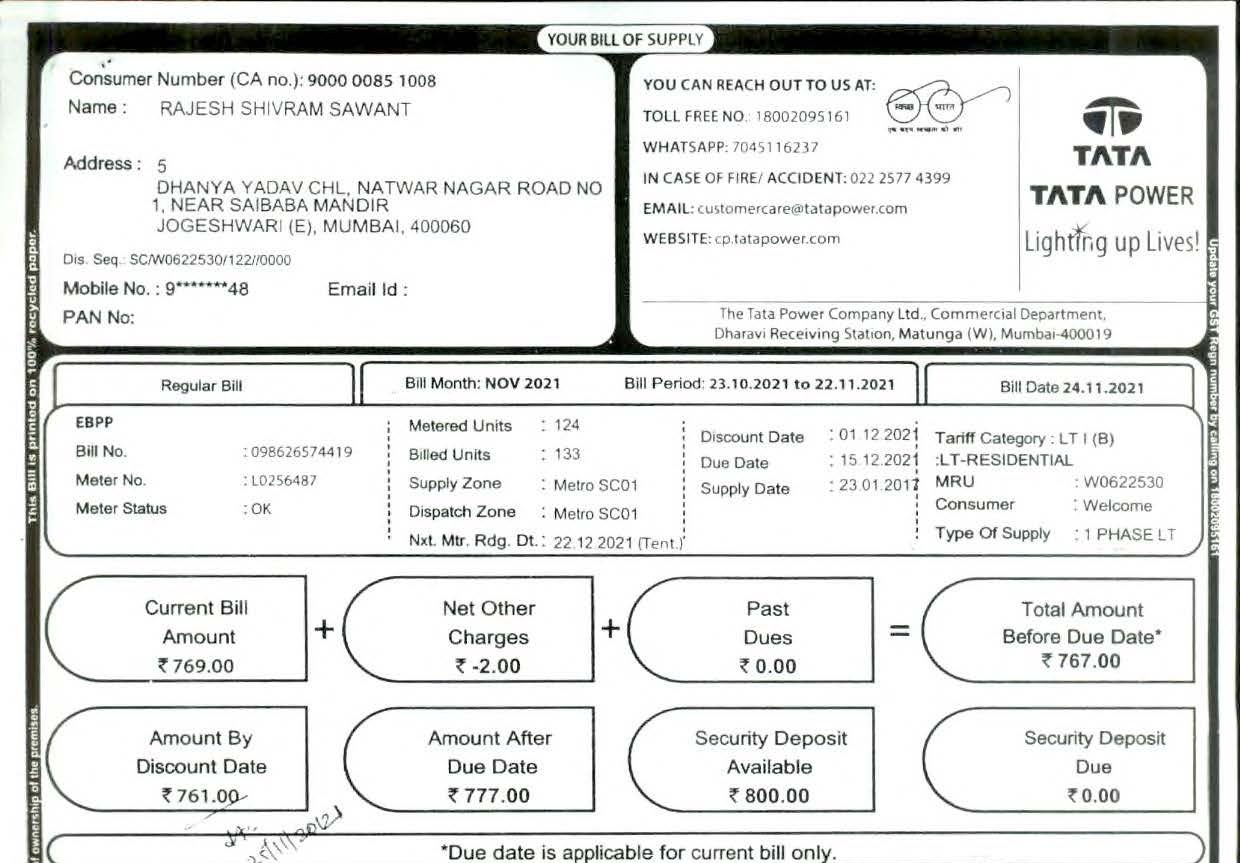 YOUR BILL OF SUPPLY
Consumer Number (CA no.): 9000 0085 1008
Name : RAJESH SHIVRAM SAWANT
Address : 5
DHANYA YADAV CHL, NATWAR NAGAR ROAD NO
1, NEAR SAIBABA MANDIR
JOGESHWARI (E), MUMBAI, 400060
Dis. Seq.: SC/W0622530/122//0000
Mobile No. : 9*******48 Email Id :
PAN No:
YOU CAN REACH OUT TO US AT:
TOLL FREE NO.: 18002095161
WHATSAPP: 7045116237
IN CASE OF FIRE/ ACCIDENT: 022 2577 4399
EMAIL: customercare@tatapower.com
WEBSITE: cp.tatapower.com
स्वच्छ भारत
एक कदम स्वच्छता की ओर
TATA
TATA POWER
Lighting up Lives!
The Tata Power Company Ltd., Commercial Department,
Dharavi Receiving Station, Matunga (W), Mumbai-400019
This Bill is printed on 100% recycled paper.
Update your GST Regn number by calling on 18002095161
Regular Bill
Bill Month: NOV 2021 Bill Period: 23.10.2021 to 22.11.2021
Bill Date 24.11.2021
EBPP
Bill No. : 098626574419
Meter No. : L0256487
Meter Status : OK
Metered Units : 124
Billed Units : 133
Supply Zone : Metro SC01
Dispatch Zone : Metro SC01
Nxt. Mtr. Rdg. Dt. : 22.12.2021 (Tent.)
Discount Date : 01.12.2021
Due Date : 15.12.2021
Supply Date : 23.01.2017
Tariff Category : LT I (B)
:LT-RESIDENTIAL
MRU : W0622530
Consumer : Welcome
Type Of Supply : 1 PHASE LT
Current Bill
Amount
₹ 769.00
+
Net Other
Charges
₹ -2.00
+
Past
Dues
₹ 0.00
=
Total Amount
Before Due Date*
₹ 767.00
Amount By
Discount Date
₹ 761.00
Amount After
Due Date
₹ 777.00
Security Deposit
Available
₹ 800.00
Security Deposit
Due
₹ 0.00
f ownership of the premises.
*Due date is applicable for current bill only.